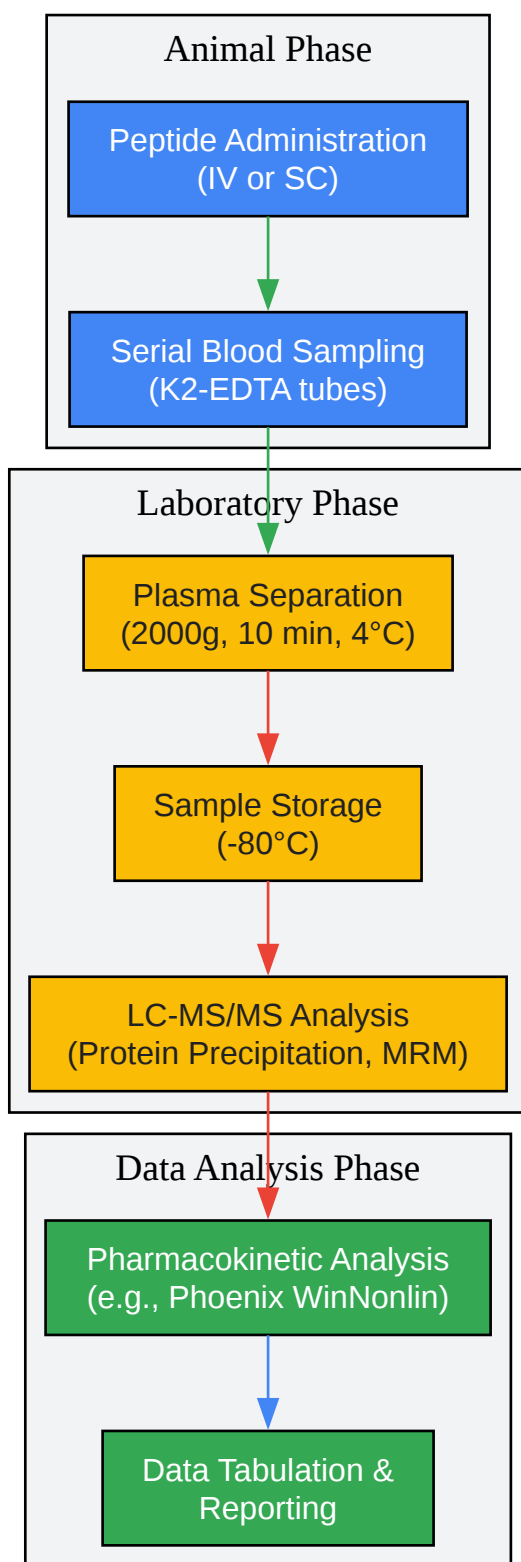 Animal Phase
Peptide Administration
(IV or SC)
Serial Blood Sampling
(K2-EDTA tubes)
Laboratory Phase
Plasma Separation
(2000g, 10 min, 4°C)
Sample Storage
(-80°C)
LC-MS/MS Analysis
(Protein Precipitation, MRM)
Data Analysis Phase
Pharmacokinetic Analysis
(e.g., Phoenix WinNonlin)
Data Tabulation &
Reporting